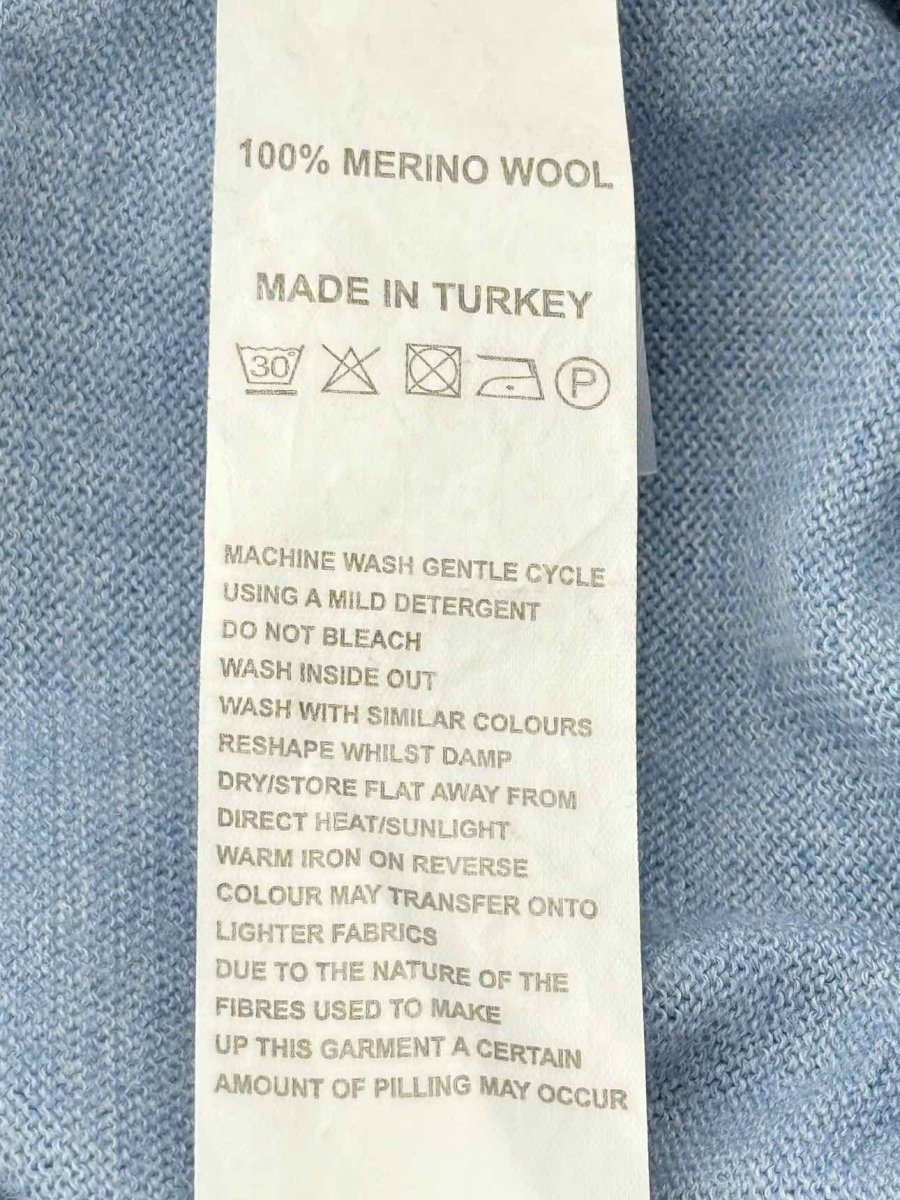 100% MERINO WOOL
MADE IN TURKEY
30° P
MACHINE WASH GENTLE CYCLE
USING A MILD DETERGENT
DO NOT BLEACH
WASH INSIDE OUT
WASH WITH SIMILAR COLOURS
RESHAPE WHILST DAMP
DRY/STORE FLAT AWAY FROM
DIRECT HEAT/SUNLIGHT
WARM IRON ON REVERSE
COLOUR MAY TRANSFER ONTO
LIGHTER FABRICS
DUE TO THE NATURE OF THE
FIBRES USED TO MAKE
UP THIS GARMENT A CERTAIN
AMOUNT OF PILLING MAY OCCUR